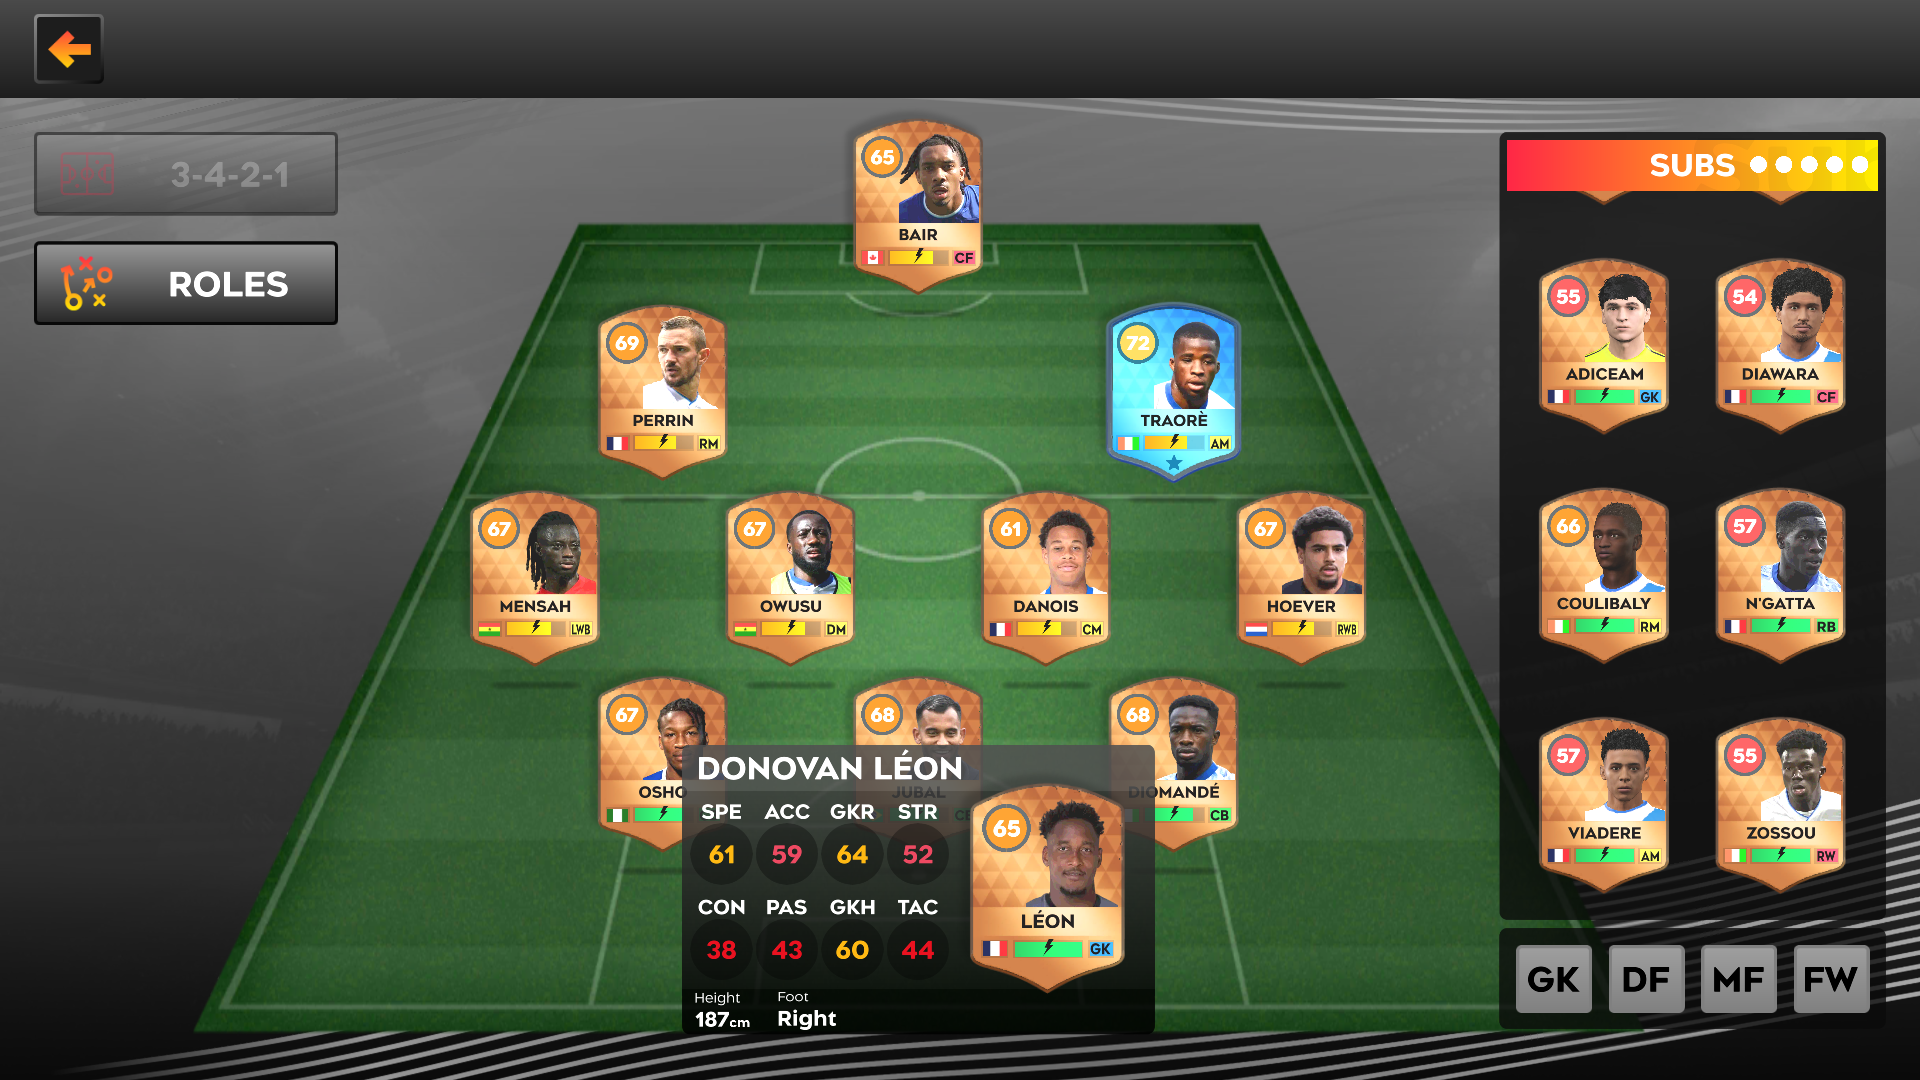 3-4-2-1
ROLES
65
BAIR
CF
69
PERRIN
RM
72
TRAORÈ
AM
67
MENSAH
LWB
67
OWUSU
DM
61
DANOIS
CM
67
HOEVER
RWB
67
OSHO
68
JUBAL
68
DIOMANDÉ
CB
DONOVAN LÉON
SPE ACC GKR STR
61 59 64 52
CON PAS GKH TAC
38 43 60 44
Height Foot
187cm Right
65
LÉON
GK
SUBS
55
ADICEAM
GK
54
DIAWARA
CF
66
COULIBALY
RM
57
N'GATTA
RB
57
VIADERE
AM
55
ZOSSOU
RW
GK DF MF FW